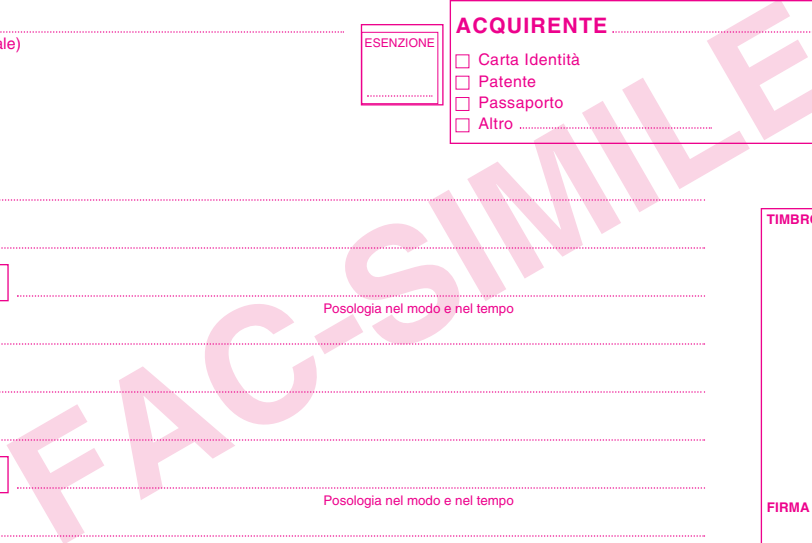 ACQUIRENTE
ale)
ESENZIONE
Carta Identità
Patente
Passaporto
Altro
TIMBRO
Posologia nel modo e nel tempo
Posologia nel modo e nel tempo
FIRMA
FAC-SIMILE